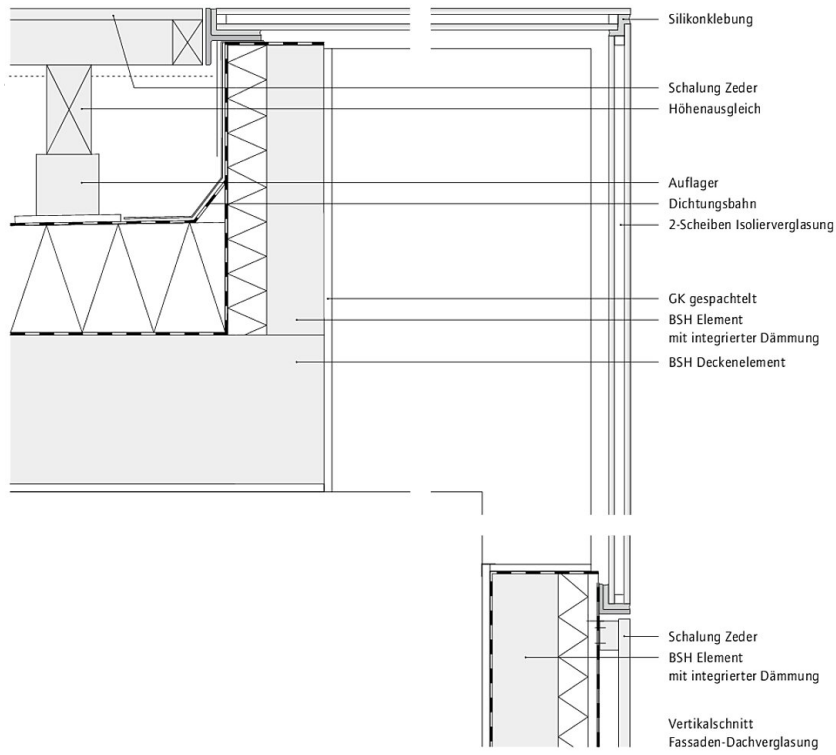 Silikonklebung
Schalung Zeder
Höhenausgleich
Auflager
Dichtungsbahn
2-Scheiben Isolierverglasung
GK gespachtelt
BSH Element
mit integrierter Dämmung
BSH Deckenelement
Schalung Zeder
BSH Element
mit integrierter Dämmung
Vertikalschnitt
Fassaden-Dachverglasung